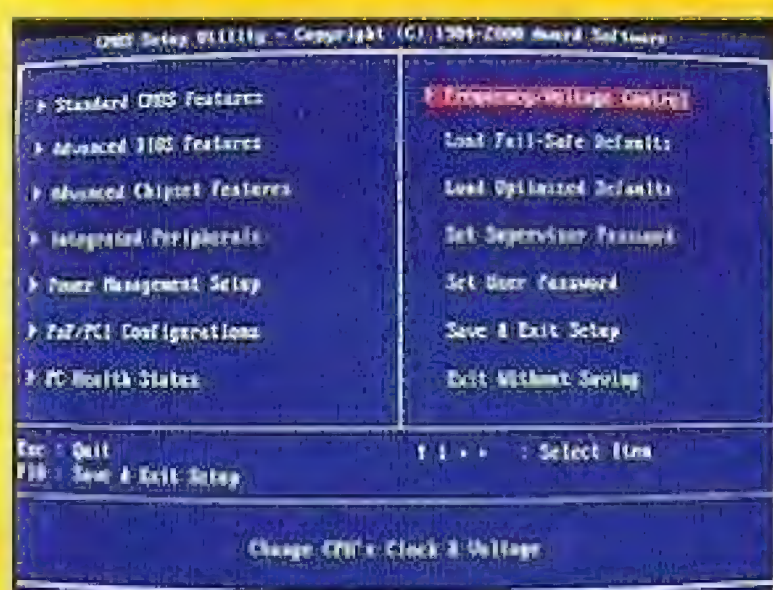 CMOS Setup Utility - Copyright (C) 1984-2000 Award Software
▸ Standard CMOS Features
▸ Advanced BIOS Features
▸ Advanced Chipset Features
▸ Integrated Peripherals
▸ Power Management Setup
▸ PnP/PCI Configurations
▸ PC Health Status
▸ Frequency/Voltage Control
Load Fail-Safe Defaults
Load Optimized Defaults
Set Supervisor Password
Set User Password
Save & Exit Setup
Exit Without Saving
Esc : Quit
F10 : Save & Exit Setup
↑ ↓ → ← : Select Item
Change CPU's Clock & Voltage